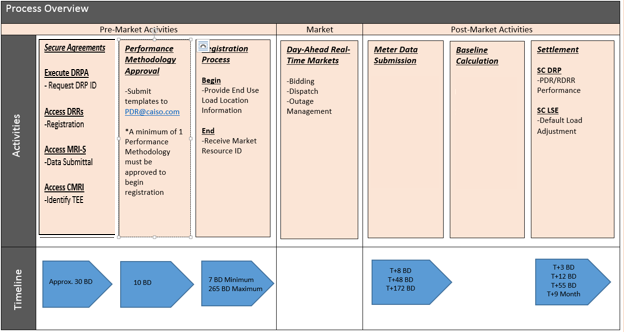 Process Overview
Pre-Market Activities
Market
Post-Market Activities
Activities
Secure Agreements
Execute DRPA
- Request DRP ID
Access DRRs
-Registration
Access MRI-S
-Data Submittal
Access CMRI
-Identify TEE
Performance
Methodology
Approval
-Submit
templates to
PDR@caiso.com
*A minimum of 1
Performance
Methodology
must be
approved to
begin
registration
egistration
Process
Begin
-Provide End Use
Load Location
Information
End
-Receive Market
Resource ID
Day-Ahead Real-
Time Markets
-Bidding
-Dispatch
-Outage
Management
Meter Data
Submission
Baseline
Calculation
Settlement
SC DRP
-PDR/RDRR
Performance
SC LSE
-Default Load
Adjustment
Timeline
Approx. 30 BD
10 BD
7 BD Minimum
265 BD Maximum
T+8 BD
T+48 BD
T+172 BD
T+3 BD
T+12 BD
T+55 BD
T+9 Month